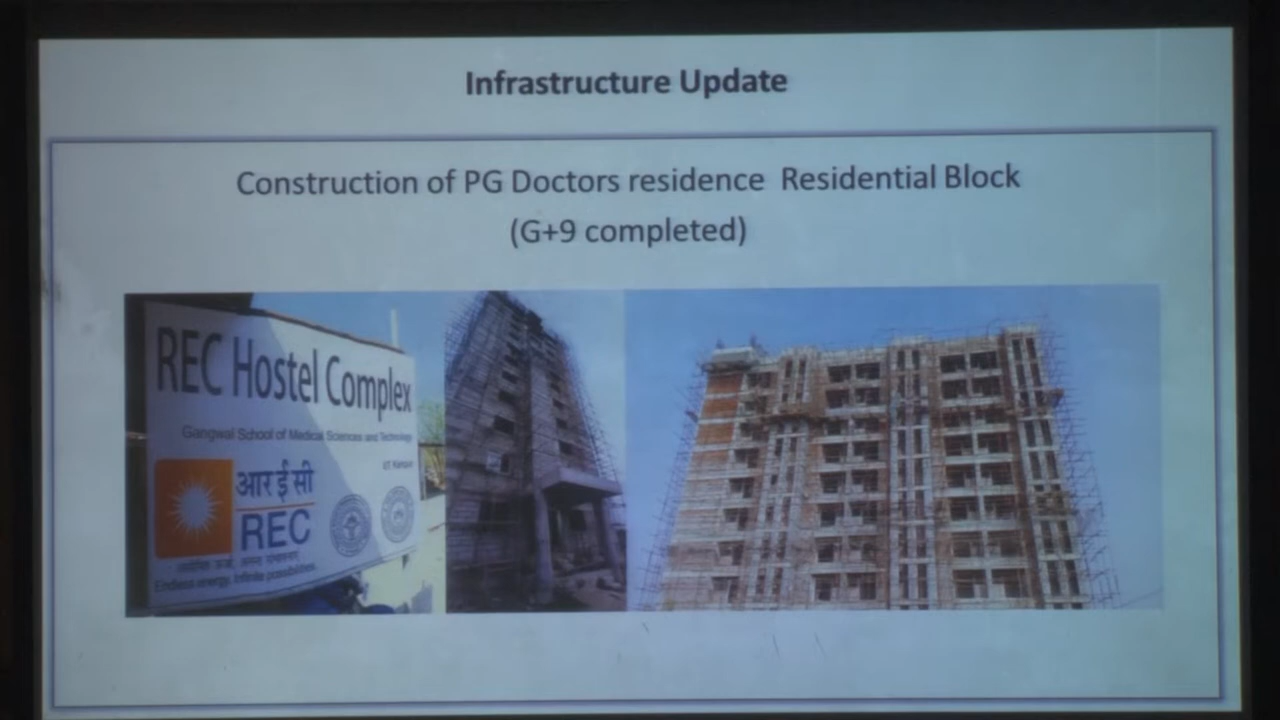 Infrastructure Update
Construction of PG Doctors residence Residential Block
(G+9 completed)
REC Hostel Complex
Gangwal School of Medical Sciences and Technology
IIT Kanpur
आर ई सी
REC
Endless energy. Infinite possibilities.